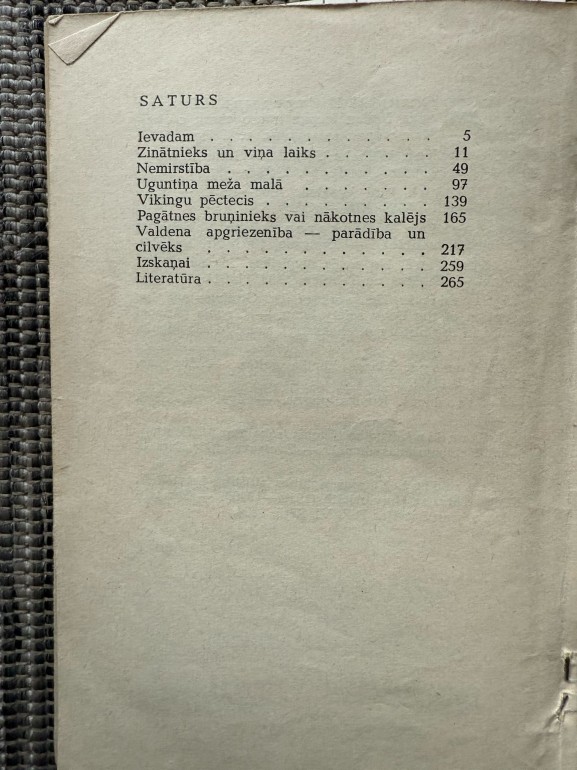 SATURS
Ievadam . . . . . . . . . . . . 5
Zinātnieks un viņa laiks . . . . . . 11
Nemirstība . . . . . . . . . . . 49
Uguntiņa meža malā . . . . . . . 97
Vikingu pēctecis . . . . . . . . . 139
Pagātnes bruņinieks vai nākotnes kalējs 165
Valdena apgriezenība — parādība un
cilvēks . . . . . . . . . . . . 217
Izskaņai . . . . . . . . . . . . 259
Literatūra . . . . . . . . . . . . 265